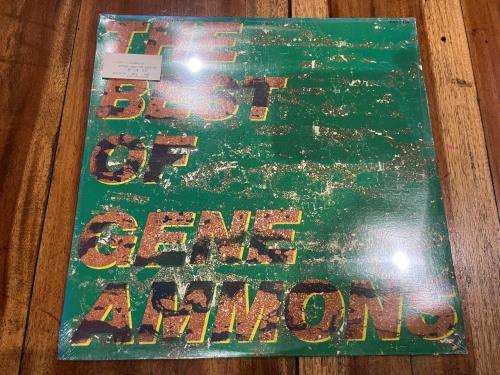 THE
BEST
OF
GENE
AMMONS